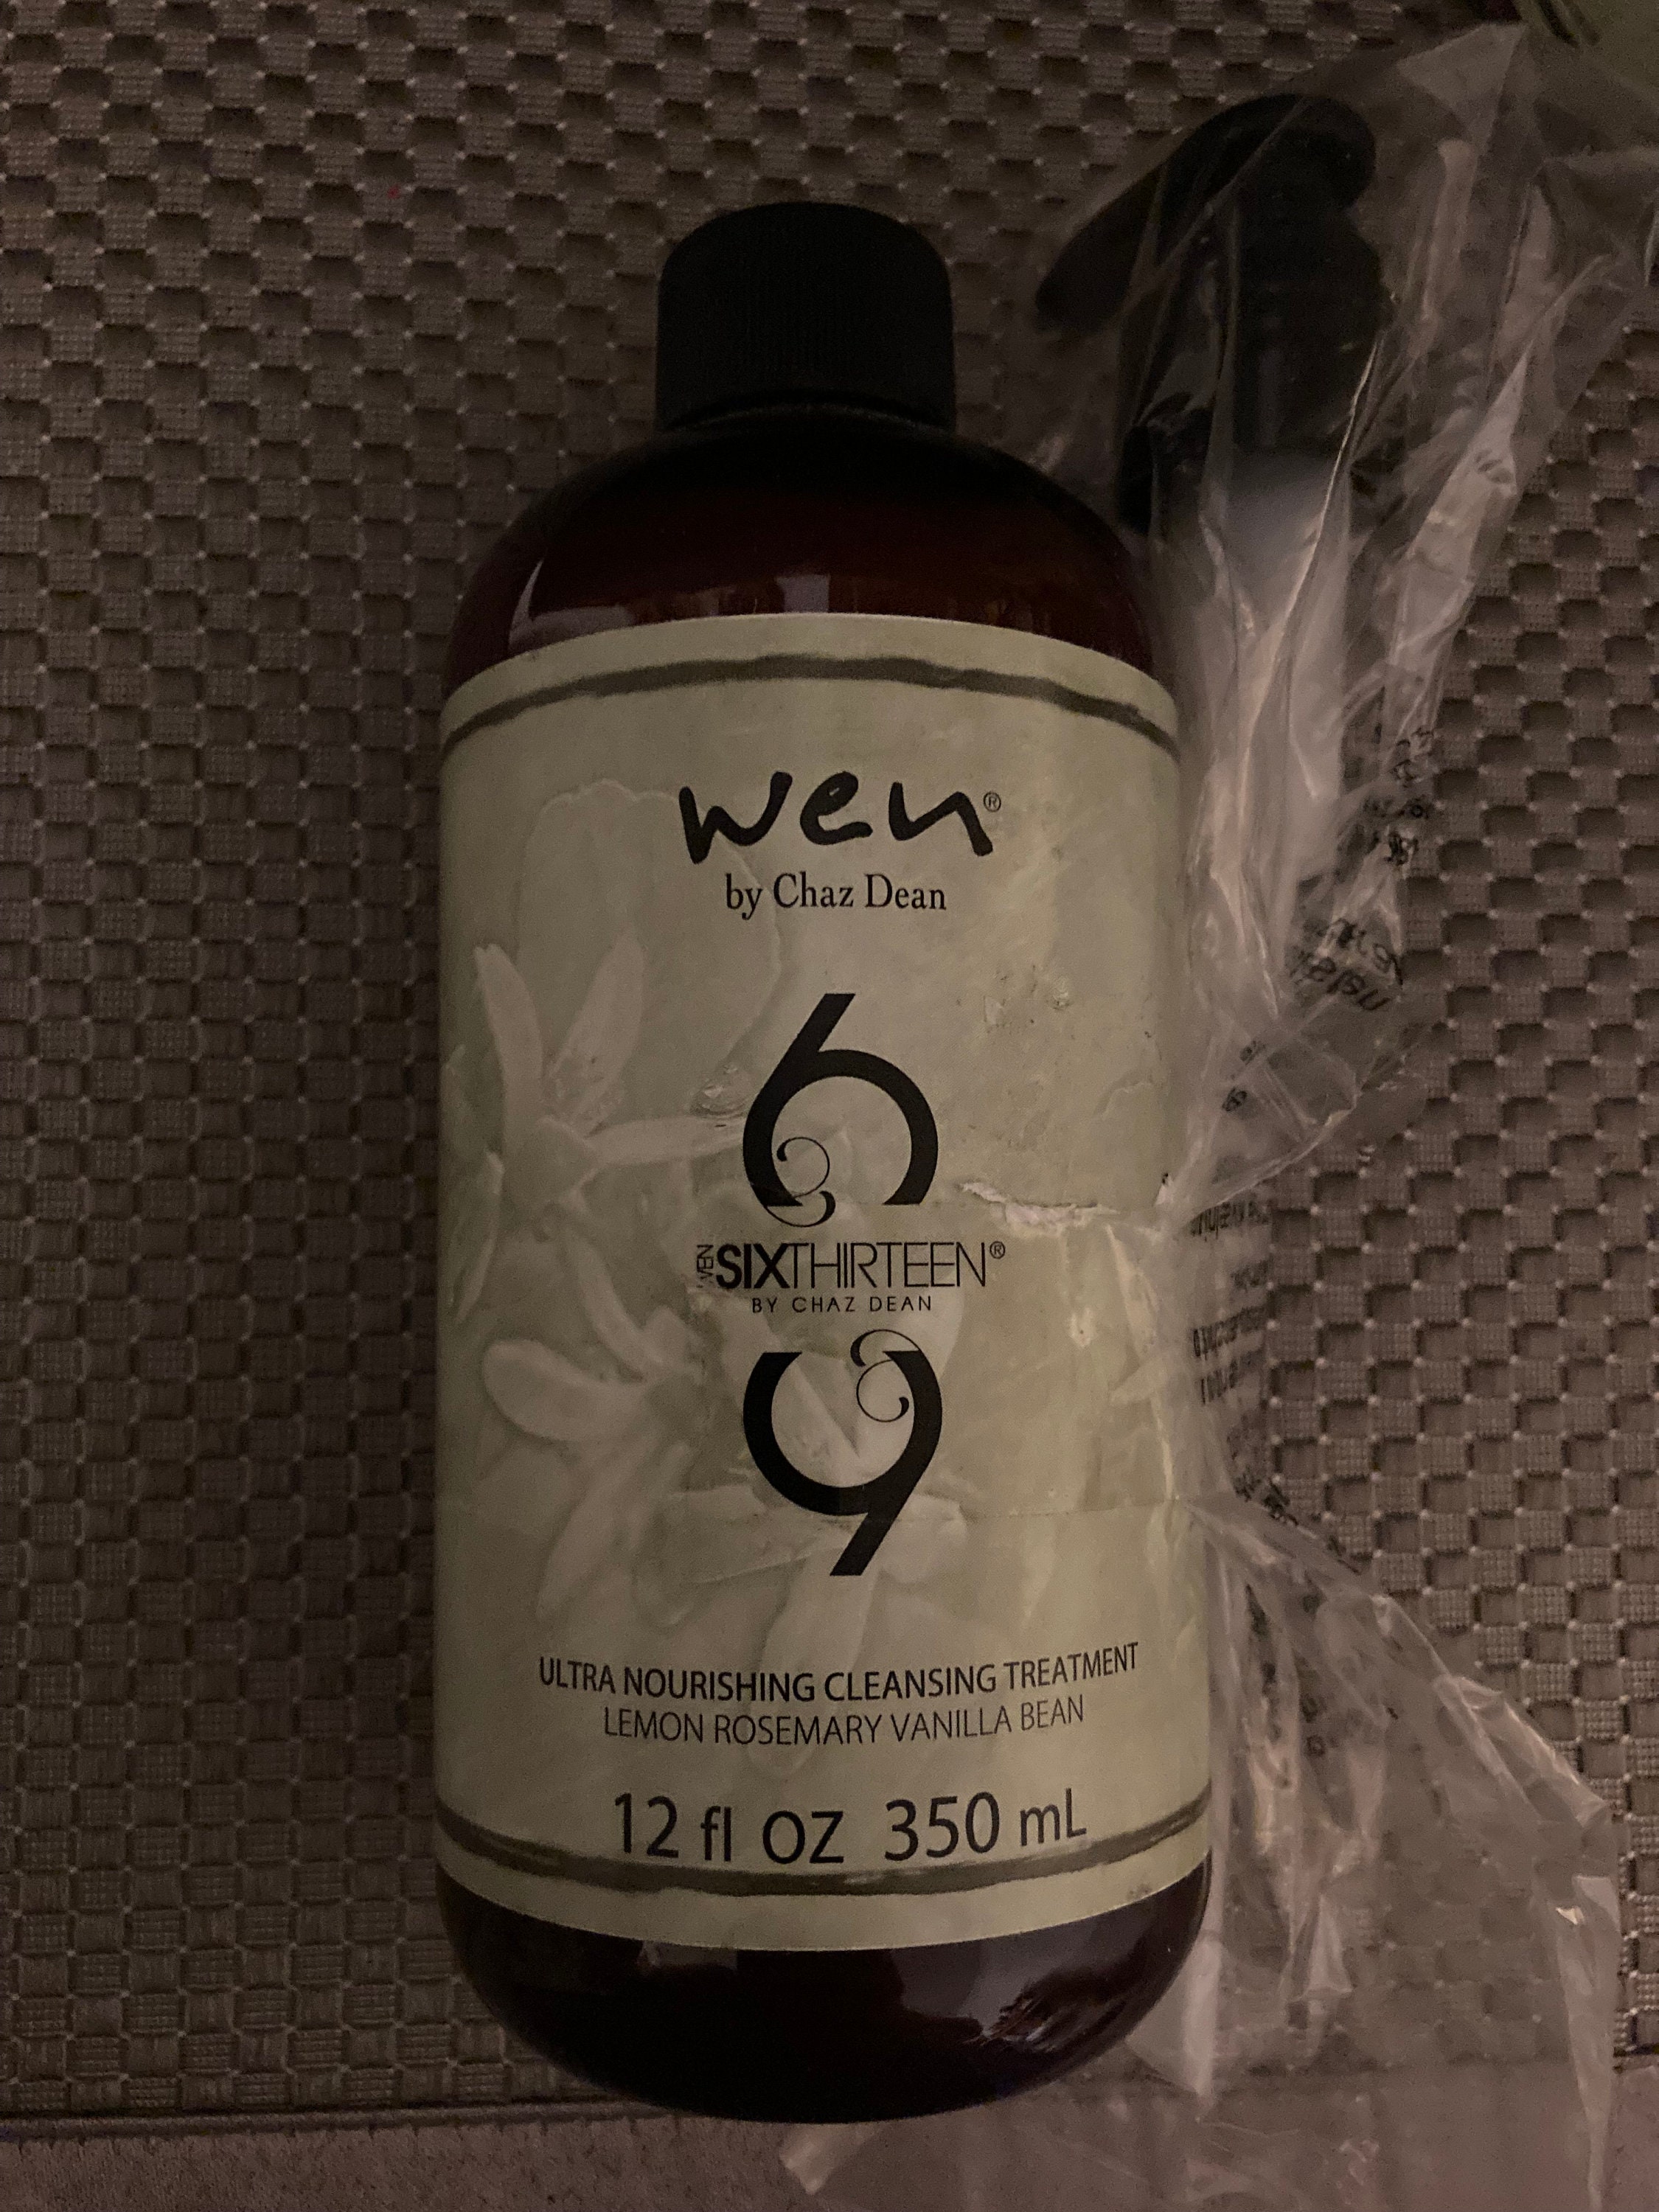 wen®
by Chaz Dean
6
WEN SIXTHIRTEEN®
BY CHAZ DEAN
9
ULTRA NOURISHING CLEANSING TREATMENT
LEMON ROSEMARY VANILLA BEAN
12 fl oz 350 mL